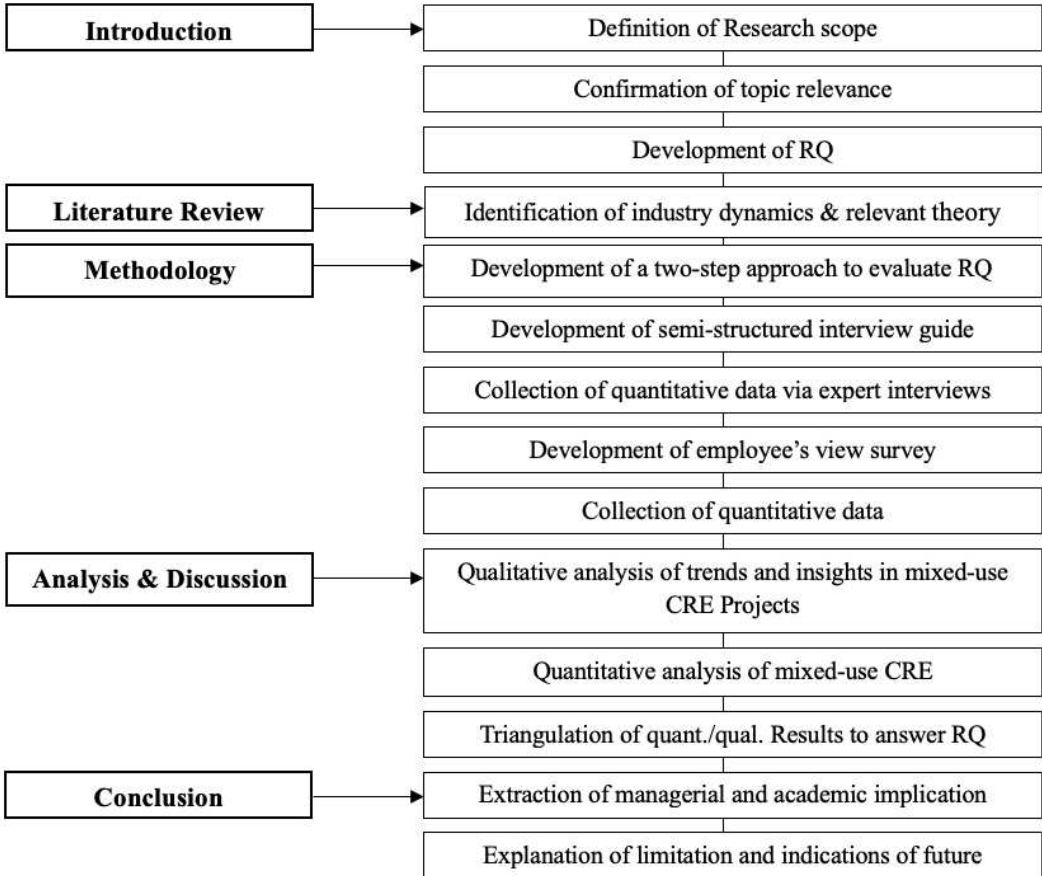 Introduction
Definition of Research scope
Confirmation of topic relevance
Development of RQ
Literature Review
Identification of industry dynamics & relevant theory
Methodology
Development of a two-step approach to evaluate RQ
Development of semi-structured interview guide
Collection of quantitative data via expert interviews
Development of employee’s view survey
Collection of quantitative data
Analysis & Discussion
Qualitative analysis of trends and insights in mixed-use
CRE Projects
Quantitative analysis of mixed-use CRE
Triangulation of quant./qual. Results to answer RQ
Conclusion
Extraction of managerial and academic implication
Explanation of limitation and indications of future